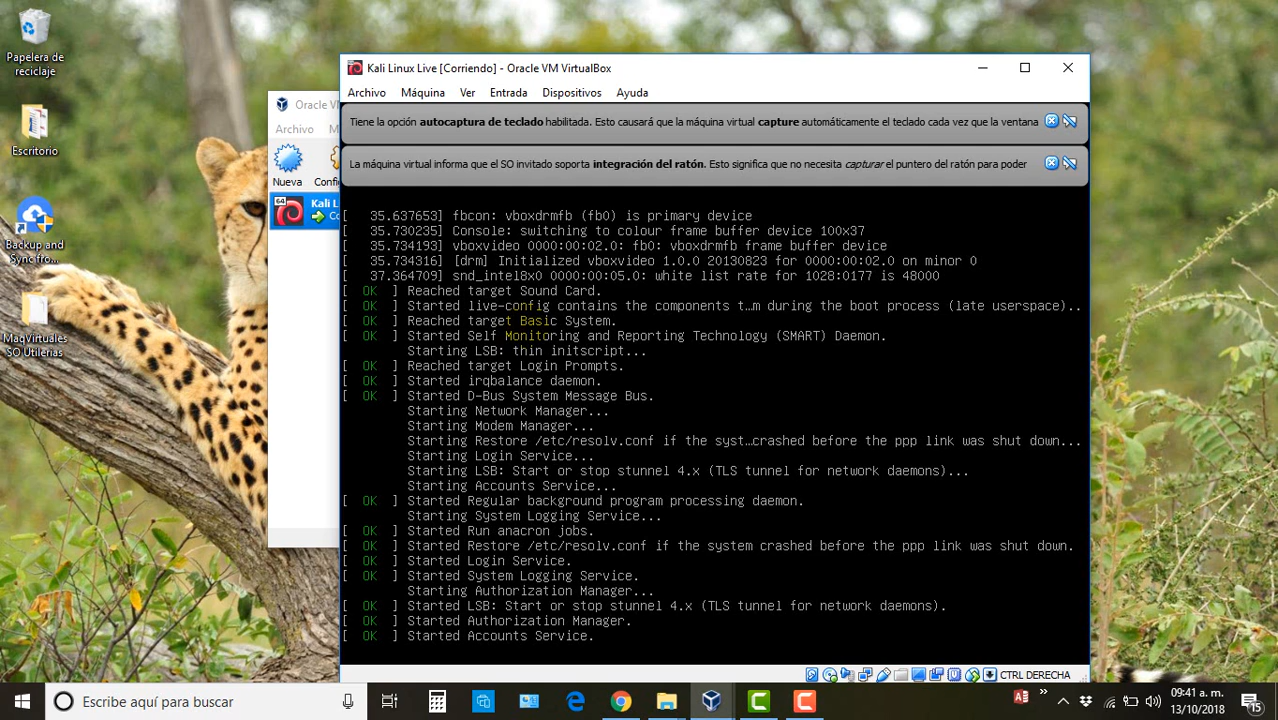 Papelera de
reciclaje
Escritorio
Backup and
Sync fro...
MaqVirtuales
SO Utilerias
Oracle VM
Archivo
Nueva
Kali Li
Kali Linux Live [Corriendo] - Oracle VM VirtualBox
Archivo Máquina Ver Entrada Dispositivos Ayuda
Tiene la opción autocaptura de teclado habilitada. Esto causará que la máquina virtual capture automáticamente el teclado cada vez que la ventana
La máquina virtual informa que el SO invitado soporta integración del ratón. Esto significa que no necesita capturar el puntero del ratón para poder
[ 35.637653] fbcon: vboxdrmfb (fb0) is primary device
[ 35.730235] Console: switching to colour frame buffer device 100x37
[ 35.734193] vboxvideo 0000:00:02.0: fb0: vboxdrmfb frame buffer device
[ 35.734316] [drm] Initialized vboxvideo 1.0.0 20130823 for 0000:00:02.0 on minor 0
[ 37.364709] snd_intel8x0 0000:00:05.0: white list rate for 1028:0177 is 48000
[ OK ] Reached target Sound Card.
[ OK ] Started live-config contains the components t…m during the boot process (late userspace)..
[ OK ] Reached target Basic System.
[ OK ] Started Self Monitoring and Reporting Technology (SMART) Daemon.
Starting LSB: thin initscript...
[ OK ] Reached target Login Prompts.
[ OK ] Started irqbalance daemon.
[ OK ] Started D-Bus System Message Bus.
Starting Network Manager...
Starting Modem Manager...
Starting Restore /etc/resolv.conf if the syst…crashed before the ppp link was shut down...
Starting Login Service...
Starting LSB: Start or stop stunnel 4.x (TLS tunnel for network daemons)...
Starting Accounts Service...
[ OK ] Started Regular background program processing daemon.
Starting System Logging Service...
[ OK ] Started Run anacron jobs.
[ OK ] Started Restore /etc/resolv.conf if the system crashed before the ppp link was shut down.
[ OK ] Started Login Service.
[ OK ] Started System Logging Service.
Starting Authorization Manager...
[ OK ] Started LSB: Start or stop stunnel 4.x (TLS tunnel for network daemons).
[ OK ] Started Authorization Manager.
[ OK ] Started Accounts Service.
CTRL DERECHA
Escribe aquí para buscar
09:41 a. m.
13/10/2018
15